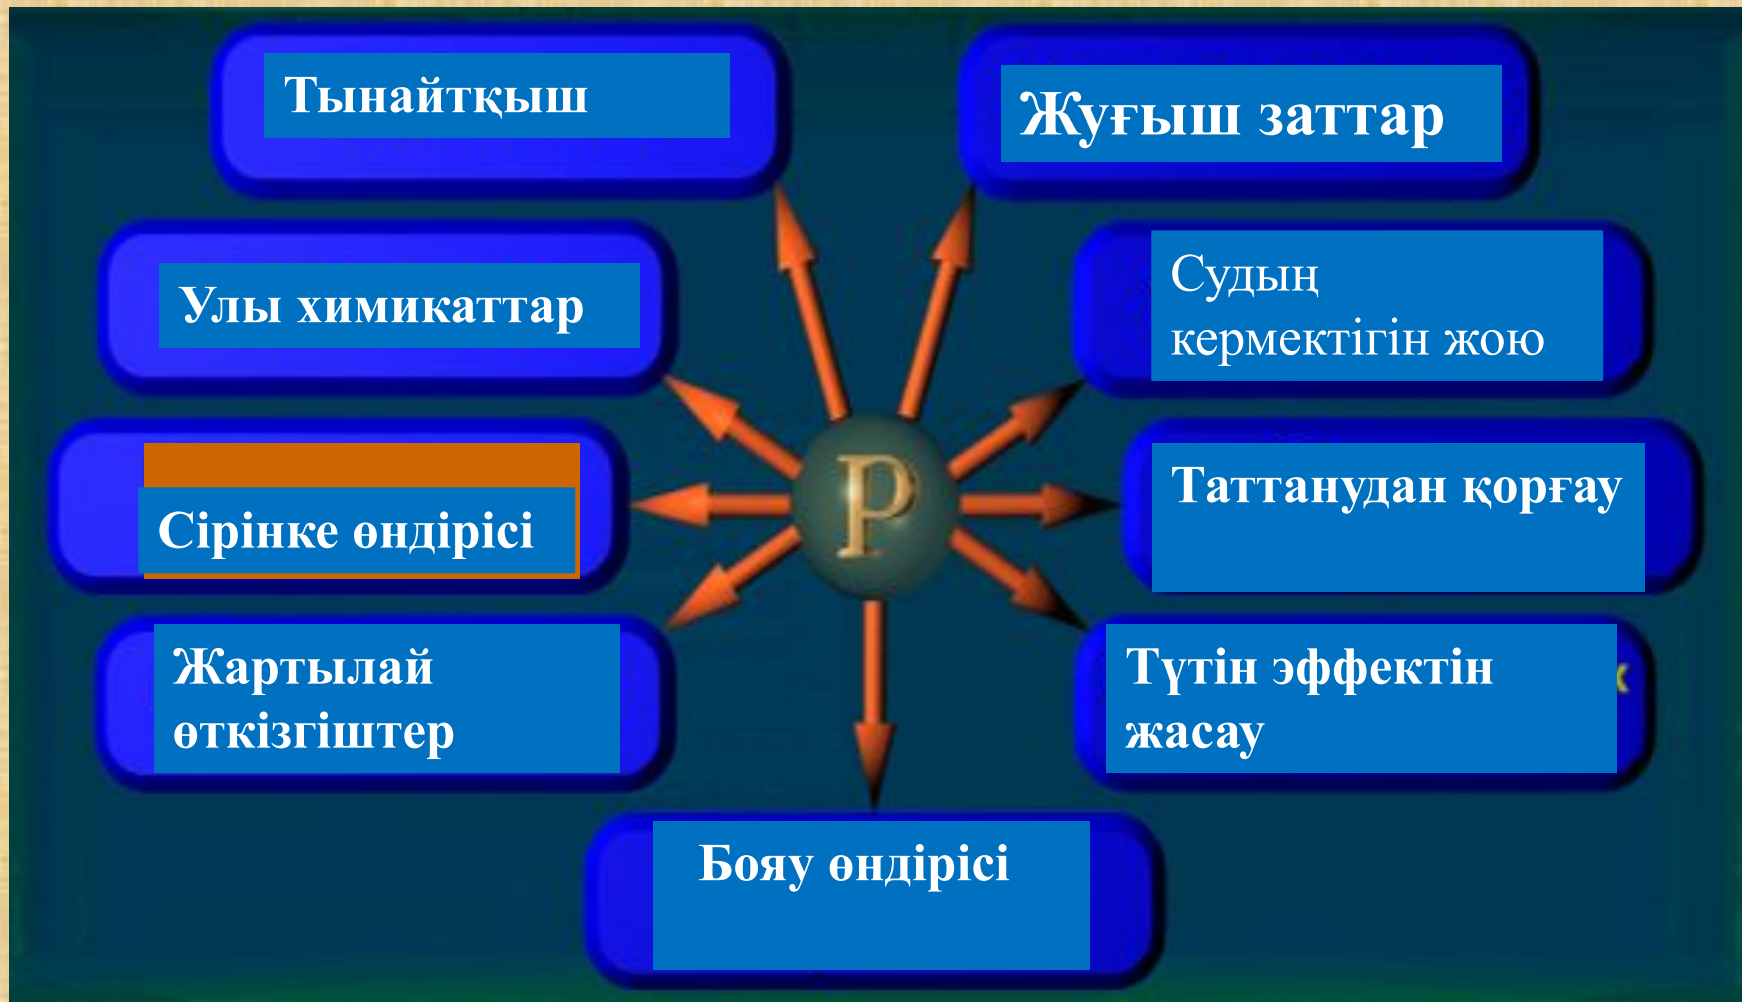 Тынайтқыш
Жуғыш заттар
Улы химикаттар
Судың
кермектігін жою
Сірінке өндірісі
P
Таттанудан қорғау
Жартылай
өткізгіштер
Түтін эффектін
жасау
Бояу өндірісі